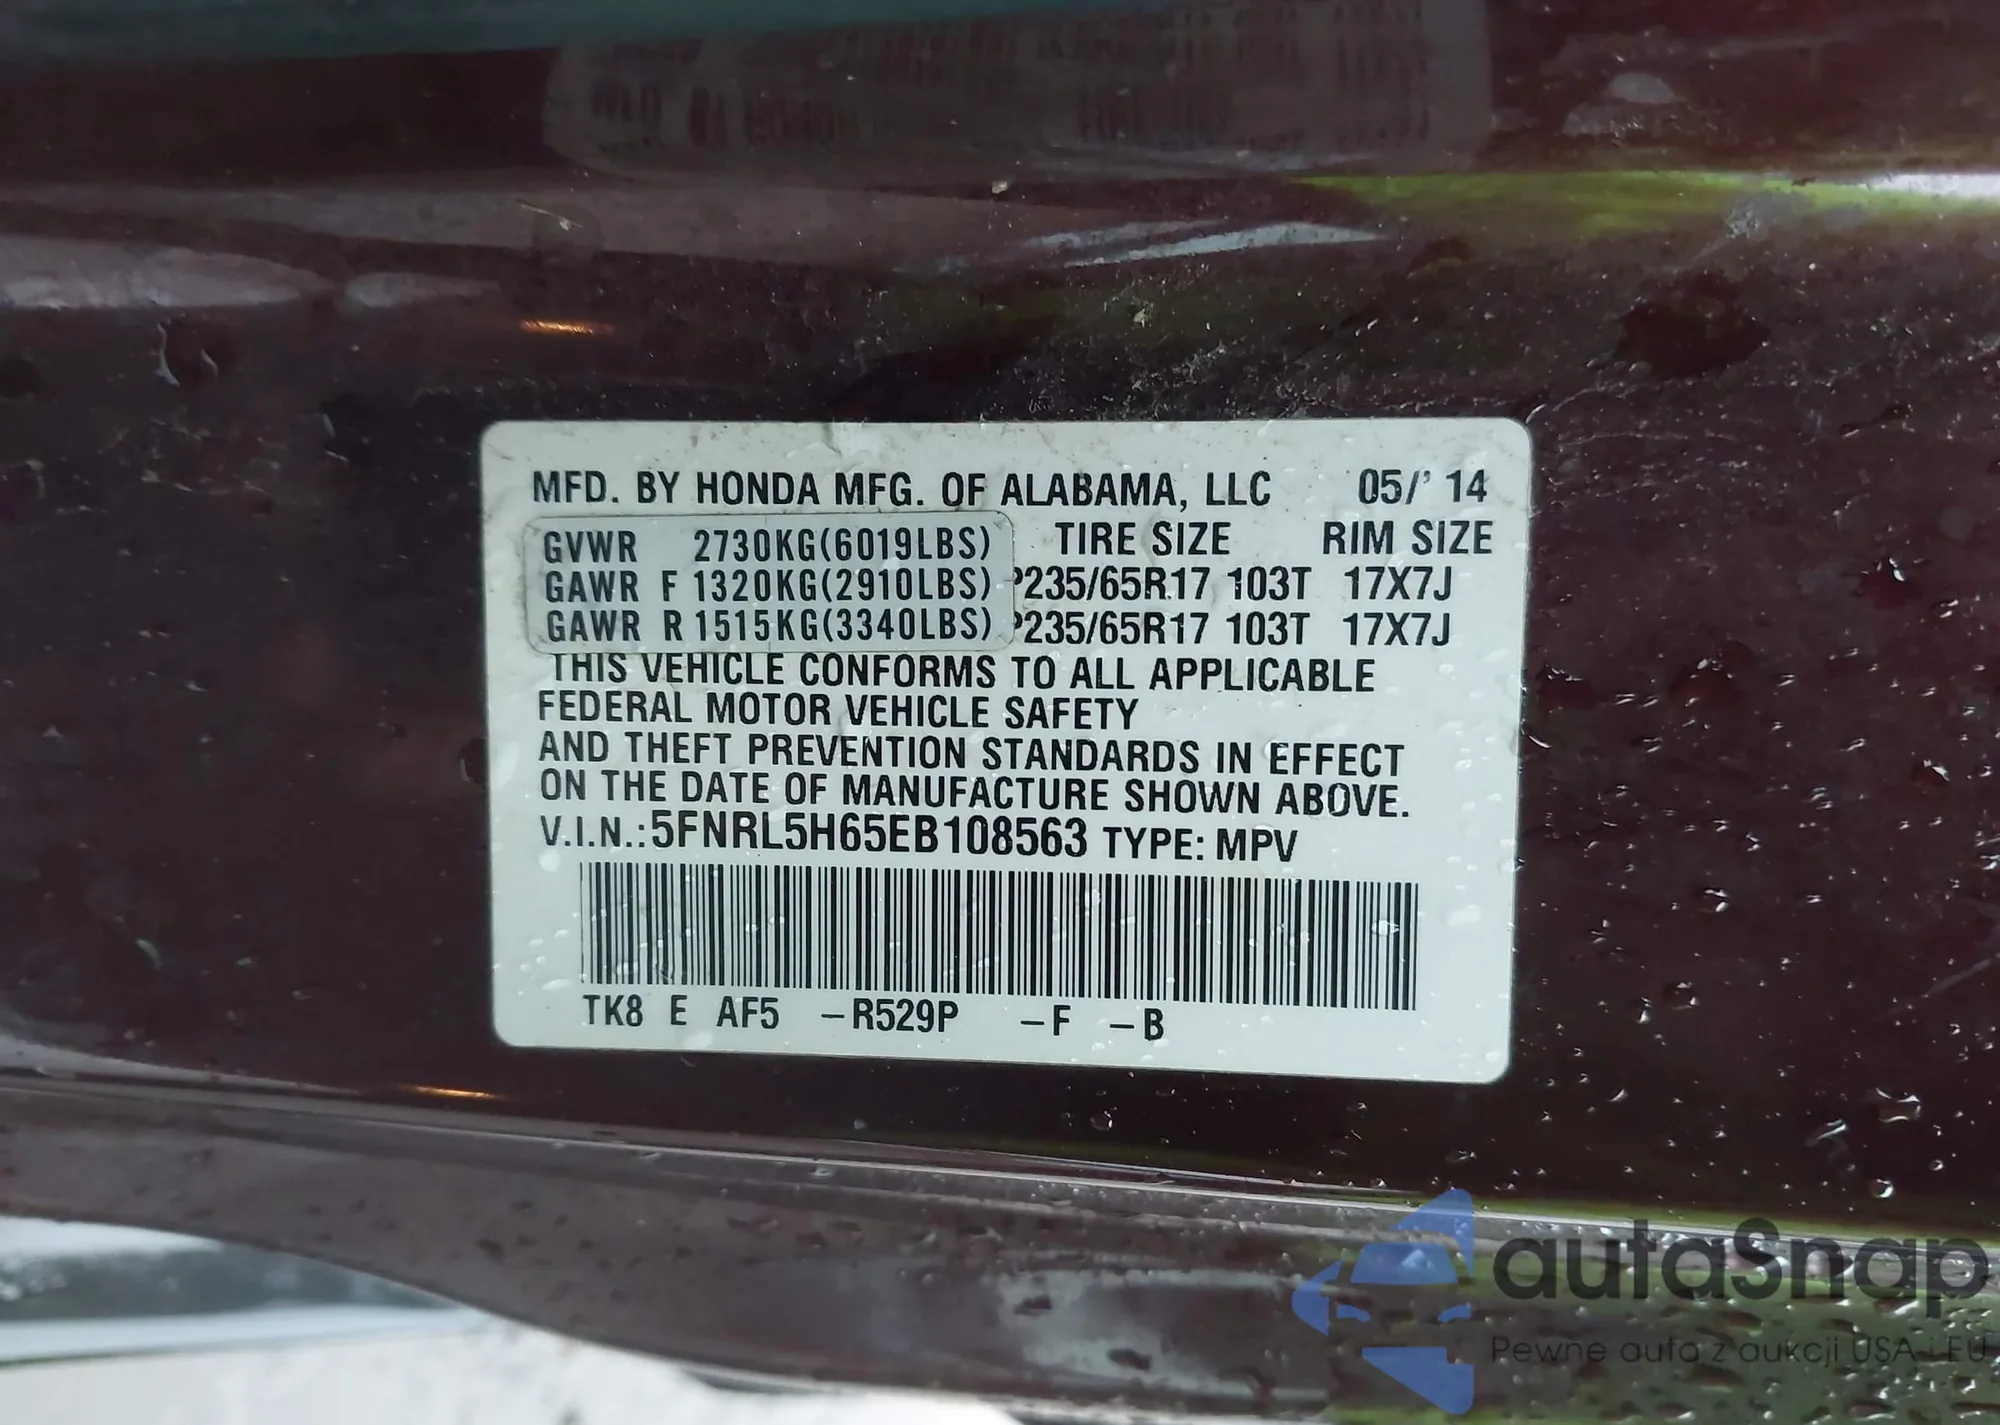 MFD. BY HONDA MFG. OF ALABAMA, LLC 05/'14
GVWR 2730KG(6019LBS) TIRE SIZE RIM SIZE
GAWR F 1320KG(2910LBS) P235/65R17 103T 17X7J
GAWR R 1515KG(3340LBS) P235/65R17 103T 17X7J
THIS VEHICLE CONFORMS TO ALL APPLICABLE
FEDERAL MOTOR VEHICLE SAFETY
AND THEFT PREVENTION STANDARDS IN EFFECT
ON THE DATE OF MANUFACTURE SHOWN ABOVE.
V.I.N.:5FNRL5H65EB108563 TYPE: MPV
TK8 E AF5 -R529P -F -B
autaSnap
Pewne auta z aukcji USA i EU